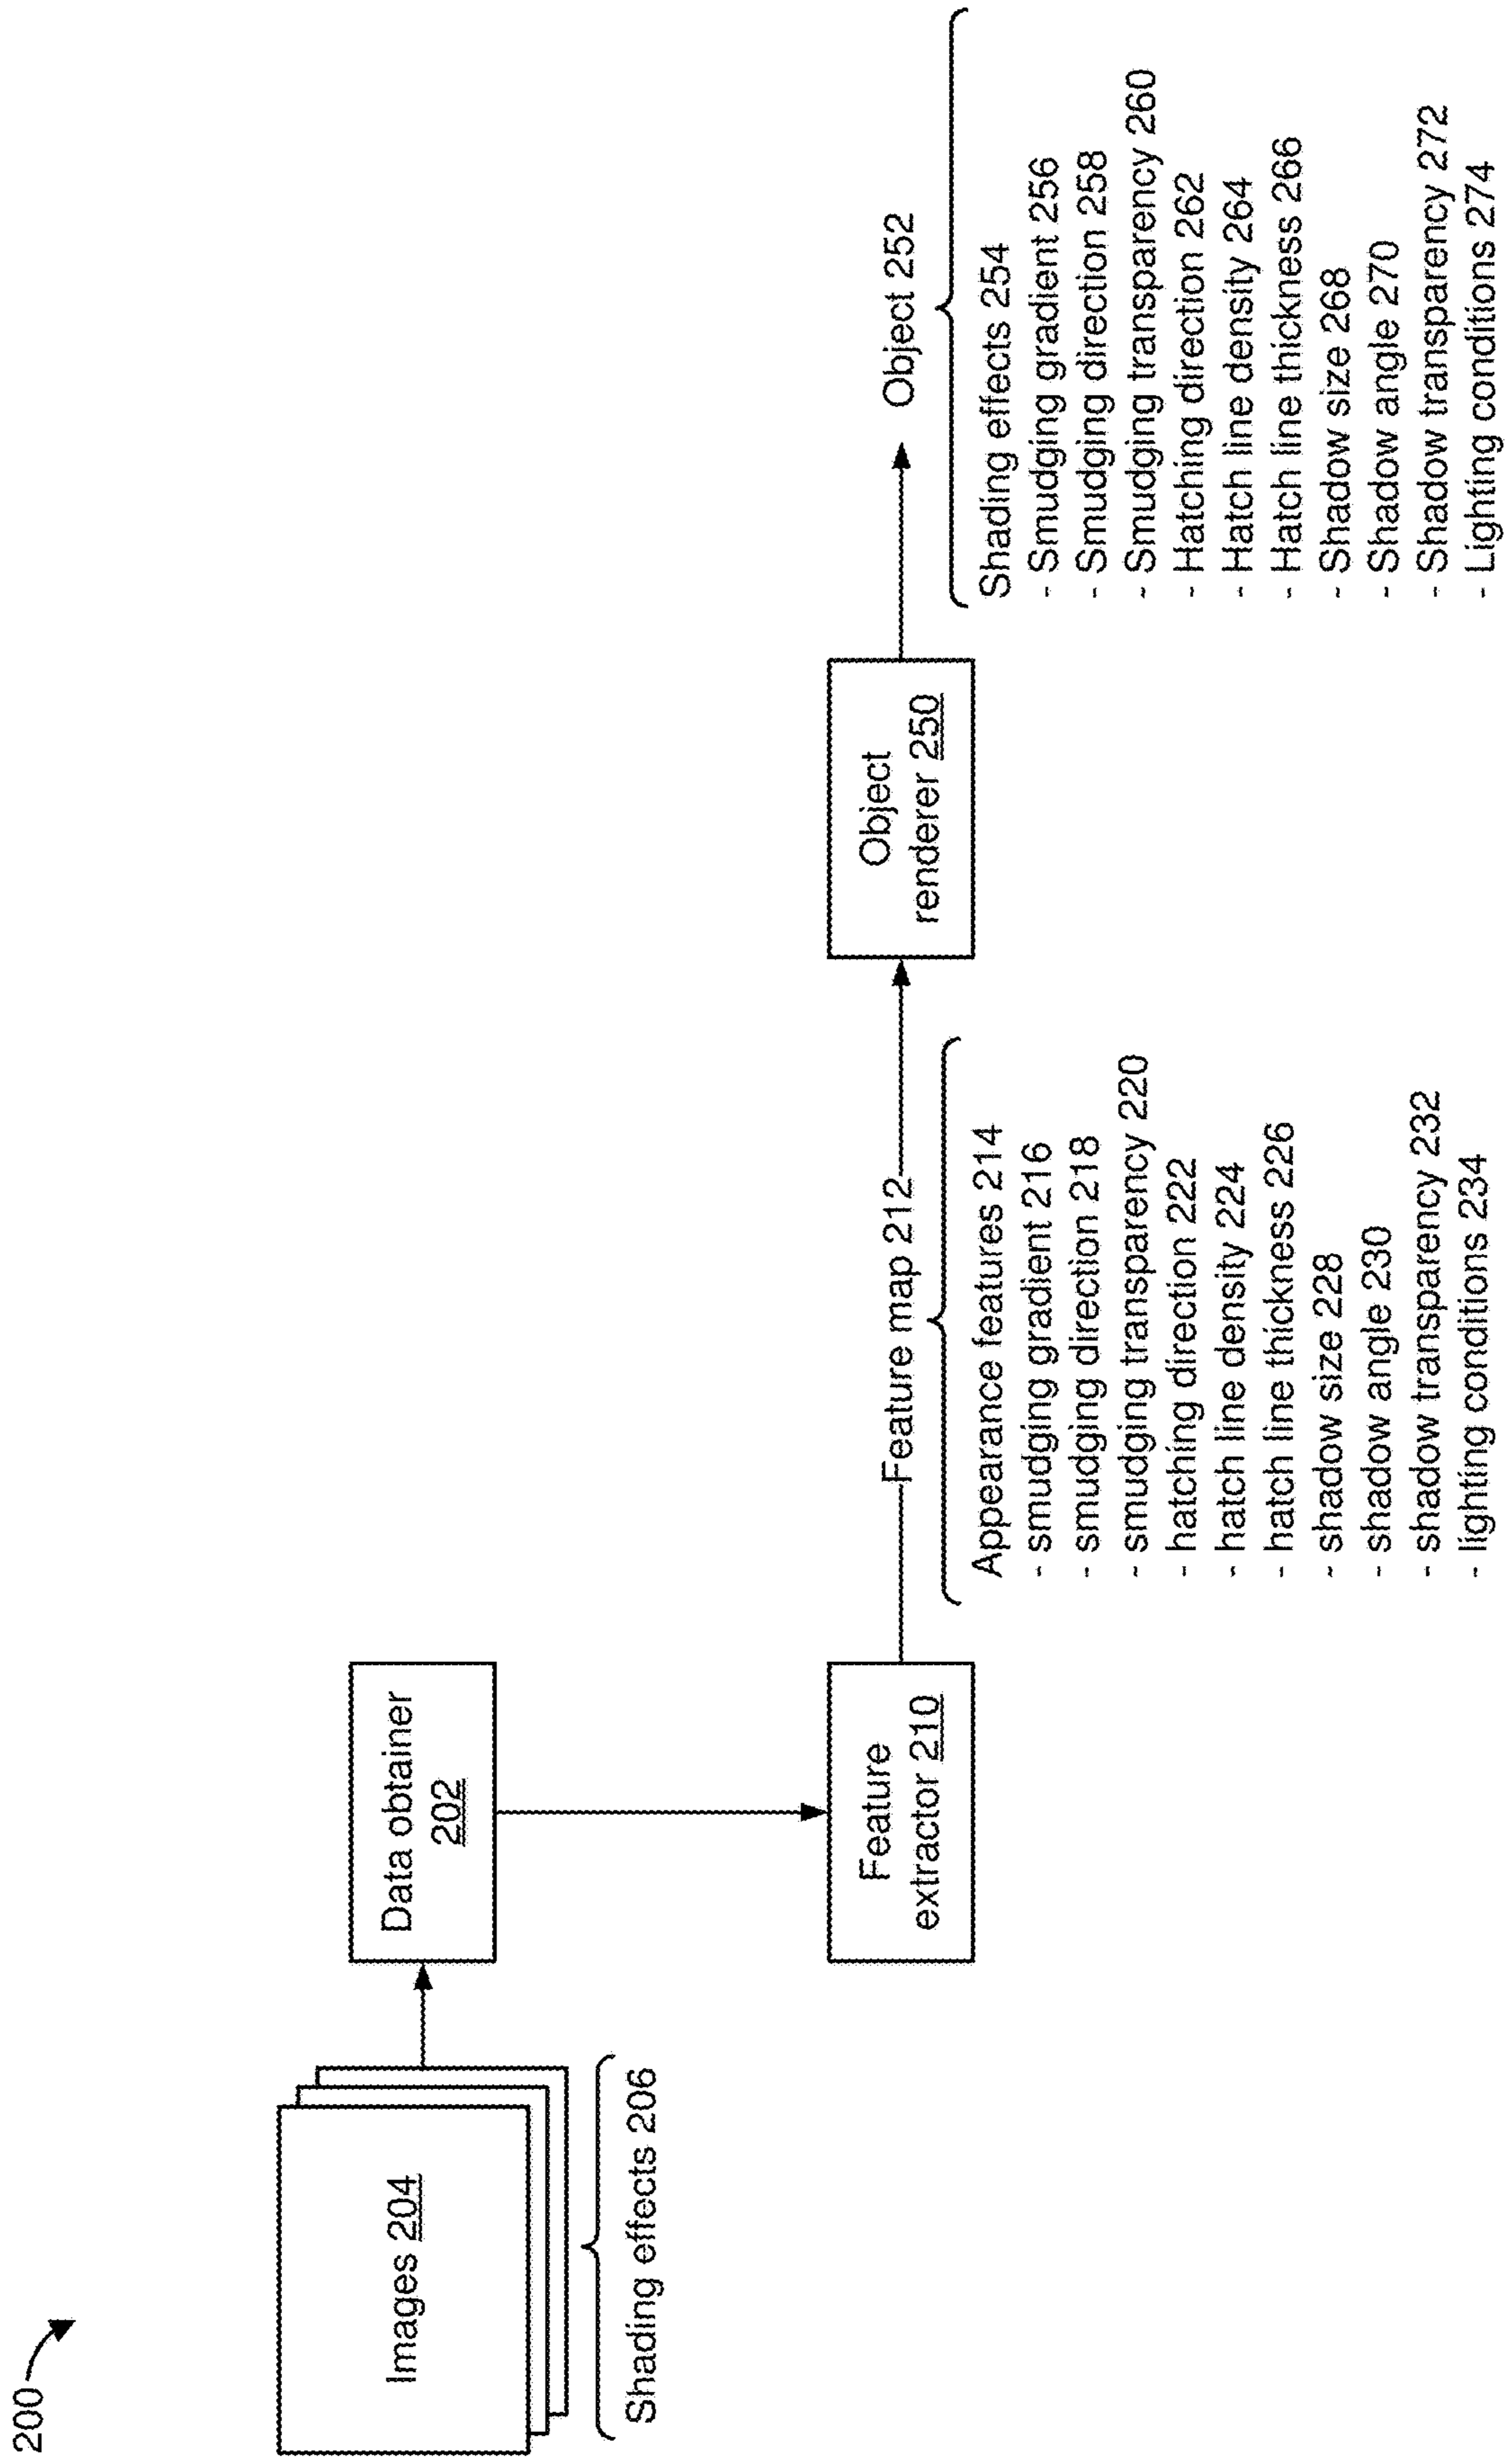 200
Images 204
Shading effects 206
Data obtainer
202
Feature
extractor 210
Feature map 212
Appearance features 214
- smudging gradient 216
- smudging direction 218
- smudging transparency 220
- hatching direction 222
- hatch line density 224
- hatch line thickness 226
- shadow size 228
- shadow angle 230
- shadow transparency 232
- lighting conditions 234
Object
renderer 250
Object 252
Shading effects 254
- Smudging gradient 256
- Smudging direction 258
- Smudging transparency 260
- Hatching direction 262
- Hatch line density 264
- Hatch line thickness 266
- Shadow size 268
- Shadow angle 270
- Shadow transparency 272
- Lighting conditions 274